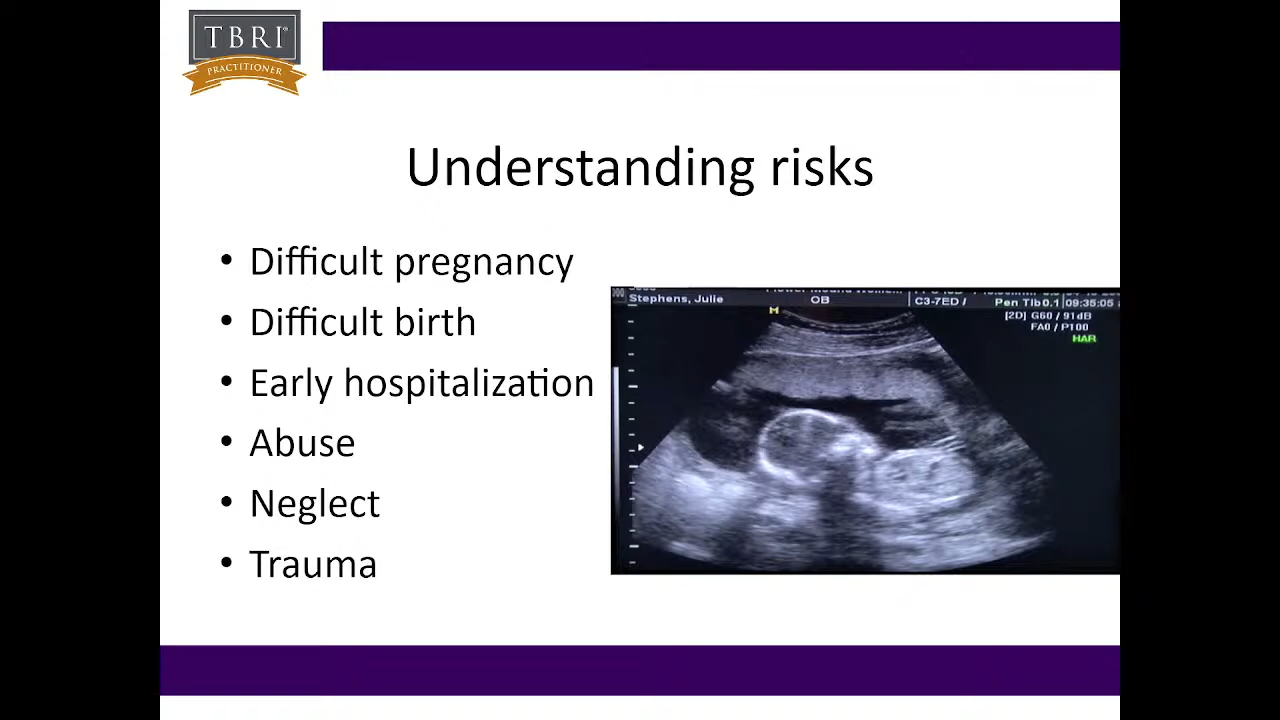 TBRI®
PRACTITIONER
Understanding risks
• Difficult pregnancy
• Difficult birth
• Early hospitalization
• Abuse
• Neglect
• Trauma
Stephens, Julie OB C3-7ED / Pen Tlb 0.1 09:35:05
M
[2D] G60 / 91dB
FA0 / P100
HAR